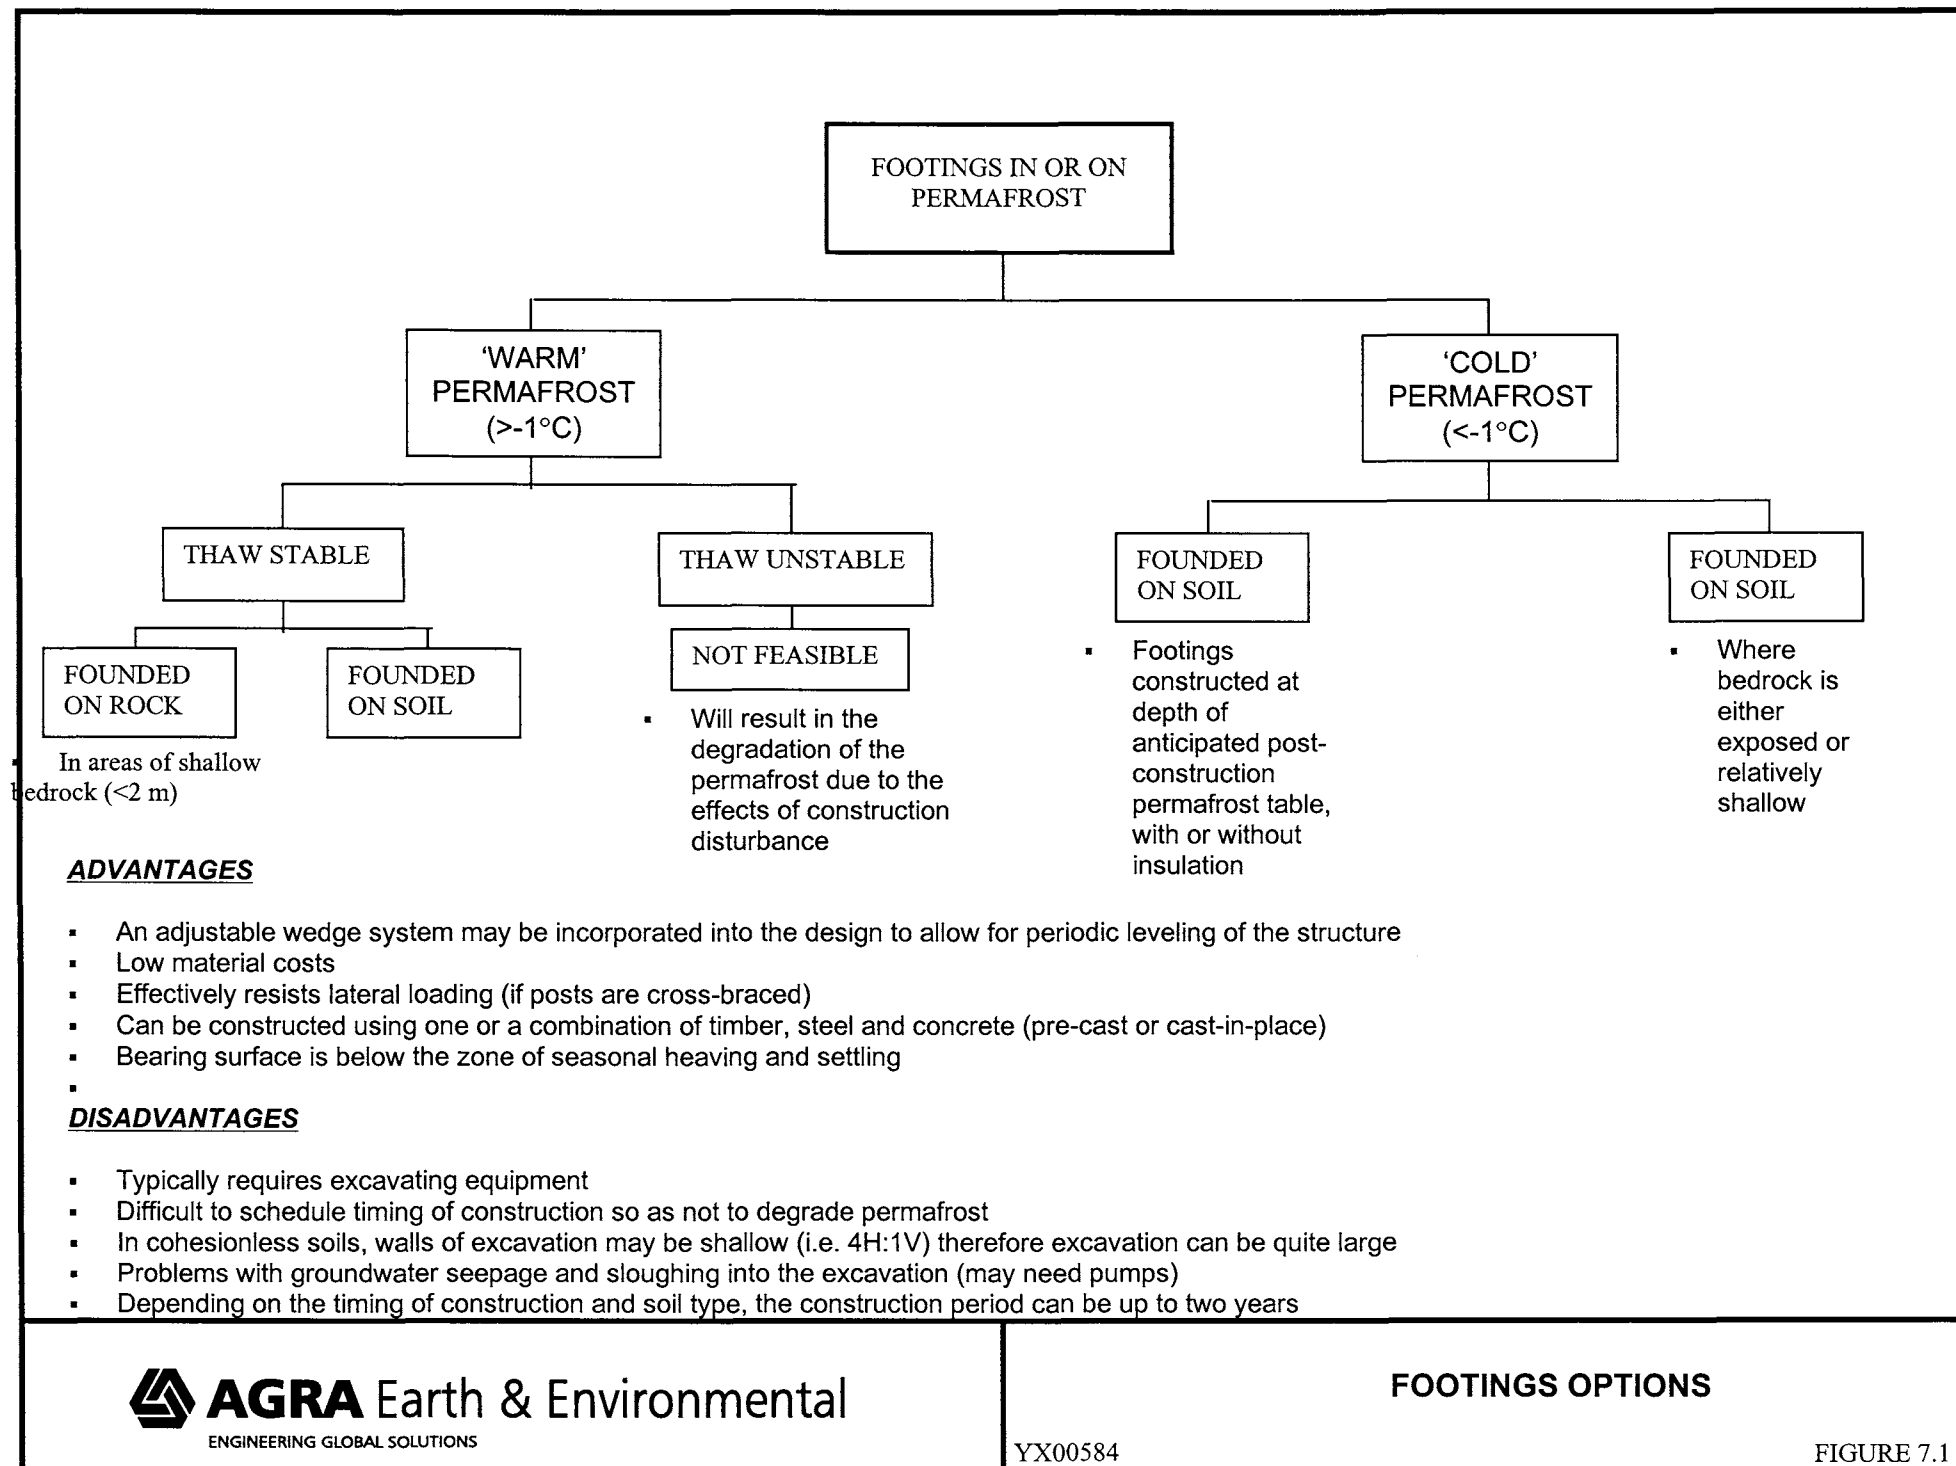 FOOTINGS IN OR ON
PERMAFROST
‘WARM’
PERMAFROST
(>-1°C)
‘COLD’
PERMAFROST
(<-1°C)
THAW STABLE
THAW UNSTABLE
FOUNDED
ON SOIL
FOUNDED
ON SOIL
FOUNDED
ON ROCK
FOUNDED
ON SOIL
NOT FEASIBLE
▪ In areas of shallow
bedrock (<2 m)
▪ Will result in the
degradation of the
permafrost due to the
effects of construction
disturbance
▪ Footings
constructed at
depth of
anticipated post-
construction
permafrost table,
with or without
insulation
▪ Where
bedrock is
either
exposed or
relatively
shallow
ADVANTAGES
▪ An adjustable wedge system may be incorporated into the design to allow for periodic leveling of the structure
▪ Low material costs
▪ Effectively resists lateral loading (if posts are cross-braced)
▪ Can be constructed using one or a combination of timber, steel and concrete (pre-cast or cast-in-place)
▪ Bearing surface is below the zone of seasonal heaving and settling
▪
DISADVANTAGES
▪ Typically requires excavating equipment
▪ Difficult to schedule timing of construction so as not to degrade permafrost
▪ In cohesionless soils, walls of excavation may be shallow (i.e. 4H:1V) therefore excavation can be quite large
▪ Problems with groundwater seepage and sloughing into the excavation (may need pumps)
▪ Depending on the timing of construction and soil type, the construction period can be up to two years
AGRA Earth & Environmental
ENGINEERING GLOBAL SOLUTIONS
FOOTINGS OPTIONS
YX00584
FIGURE 7.1